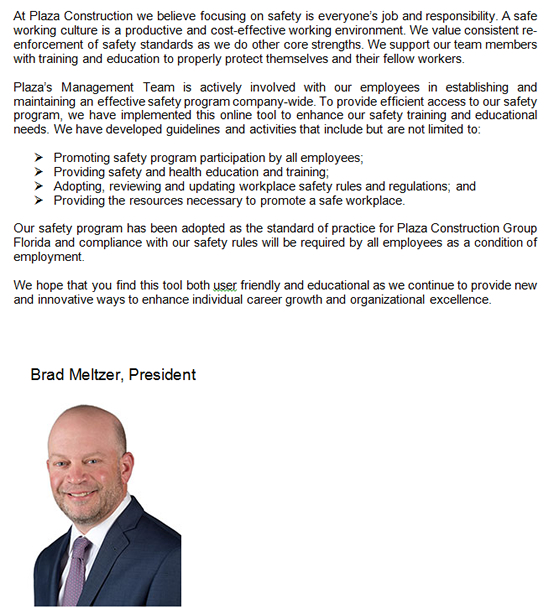 At Plaza Construction we believe focusing on safety is everyone's job and responsibility. A safe
working culture is a productive and cost-effective working environment. We value consistent re-
enforcement of safety standards as we do other core strengths. We support our team members
with training and education to properly protect themselves and their fellow workers.
Plaza's Management Team is actively involved with our employees in establishing and
maintaining an effective safety program company-wide. To provide efficient access to our safety
program, we have implemented this online tool to enhance our safety training and educational
needs. We have developed guidelines and activities that include but are not limited to:
➢ Promoting safety program participation by all employees;
➢ Providing safety and health education and training;
➢ Adopting, reviewing and updating workplace safety rules and regulations; and
➢ Providing the resources necessary to promote a safe workplace.
Our safety program has been adopted as the standard of practice for Plaza Construction Group
Florida and compliance with our safety rules will be required by all employees as a condition of
employment.
We hope that you find this tool both user friendly and educational as we continue to provide new
and innovative ways to enhance individual career growth and organizational excellence.
Brad Meltzer, President